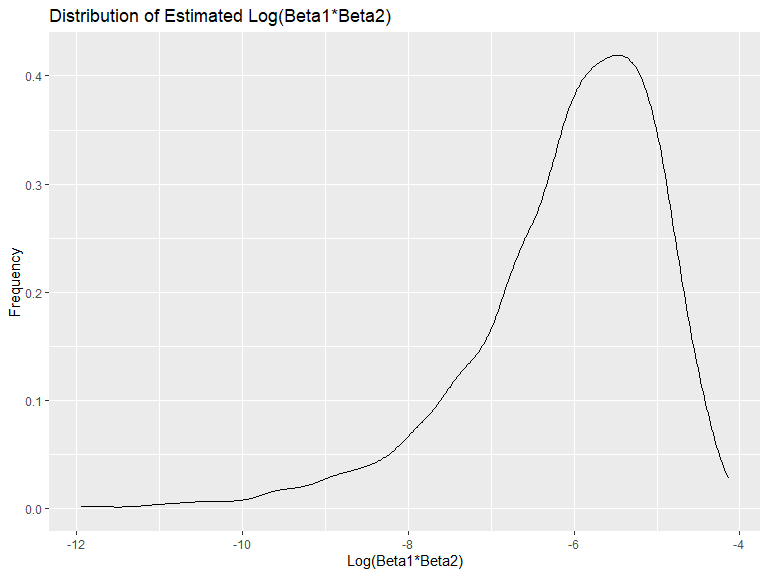 Distribution of Estimated Log(Beta1*Beta2)
Frequency
0.4
0.3
0.2
0.1
0.0
-12 -10 -8 -6 -4
Log(Beta1*Beta2)